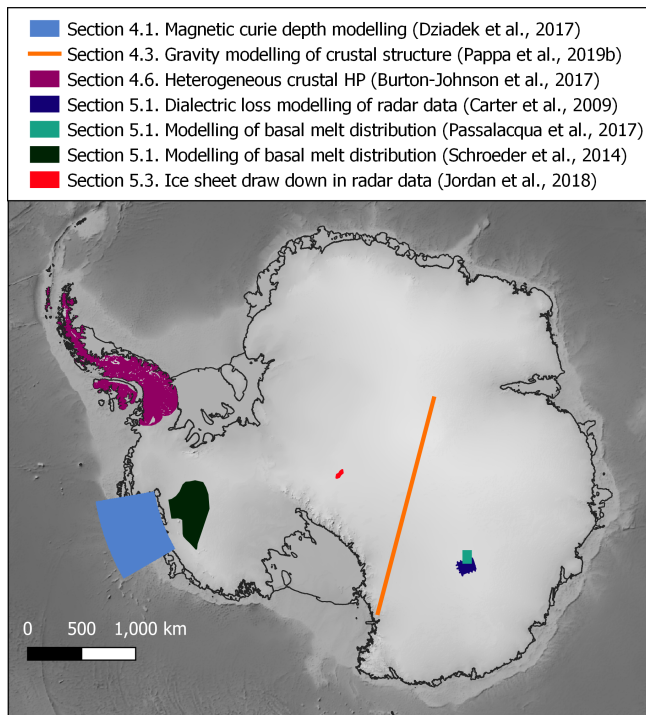 Section 4.1. Magnetic curie depth modelling (Dziadek et al., 2017)
Section 4.3. Gravity modelling of crustal structure (Pappa et al., 2019b)
Section 4.6. Heterogeneous crustal HP (Burton-Johnson et al., 2017)
Section 5.1. Dialectric loss modelling of radar data (Carter et al., 2009)
Section 5.1. Modelling of basal melt distribution (Passalacqua et al., 2017)
Section 5.1. Modelling of basal melt distribution (Schroeder et al., 2014)
Section 5.3. Ice sheet draw down in radar data (Jordan et al., 2018)
0 500 1,000 km